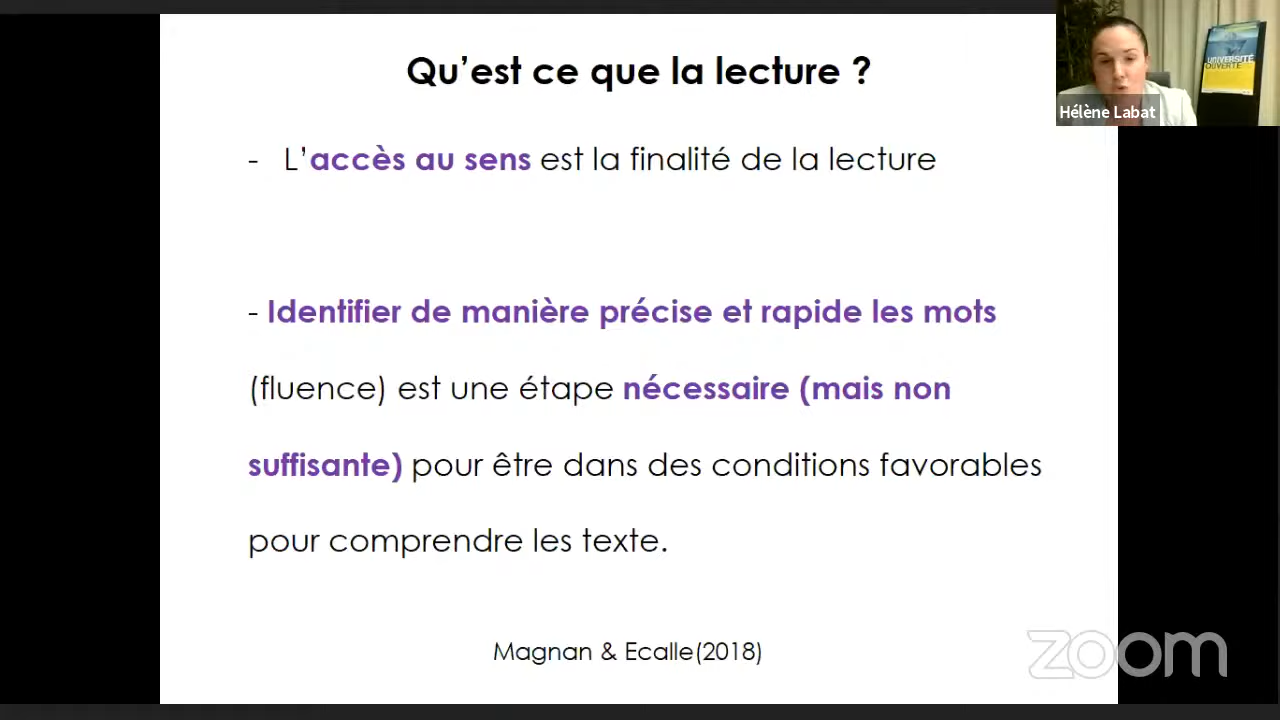 Qu'est ce que la lecture ?
UNIVERSITÉ
OUVERTE
Hélène Labat
- L'accès au sens est la finalité de la lecture
- Identifier de manière précise et rapide les mots
(fluence) est une étape nécessaire (mais non
suffisante) pour être dans des conditions favorables
pour comprendre les texte.
Magnan & Ecalle(2018)
zoom